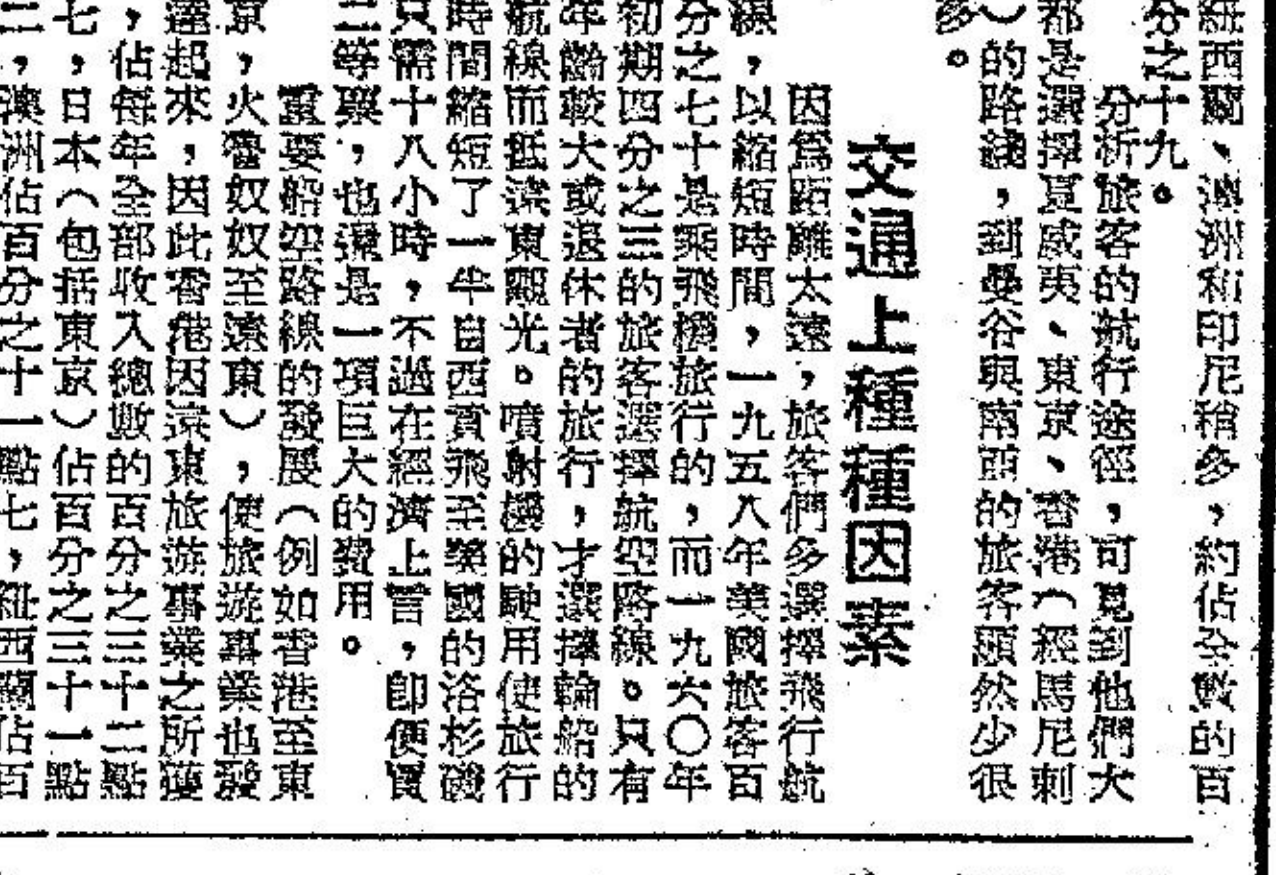 紐西蘭、澳洲和印尼稍多，約佔全數的百
分之十九。
分析旅客的航行途徑，可見到他們大
都是選擇夏威夷、東京、香港（經馬尼剌
）的路綫，到曼谷與南亞的旅客顯然少很
多。
交通上種種因素
因爲距離太遠，旅客們多選擇飛行航
線，以縮短時間，一九五八年美國旅客百
分之七十是乘飛機旅行的，而一九六〇年
初期四分之三的旅客選擇航空路線。只有
年齡較大或退休者的旅行，才選擇輪船的
航線而抵遠東觀光。噴射機的駛用使旅行
時間縮短了一半自西貢飛至美國的洛杉磯
只需十八小時，不過在經濟上言，即便買
二等票，也還是一項巨大的費用。
重要船空路線的發展（例如香港至東
京，火奴奴至遠東），使旅遊事業也發
達起來，因此香港因遠東旅游事業之所獲
，佔每年全部收入總數的百分之三十二點
七，日本（包括東京）佔百分之三十一點
二，澳洲佔百分之十一點七，紐西蘭佔百